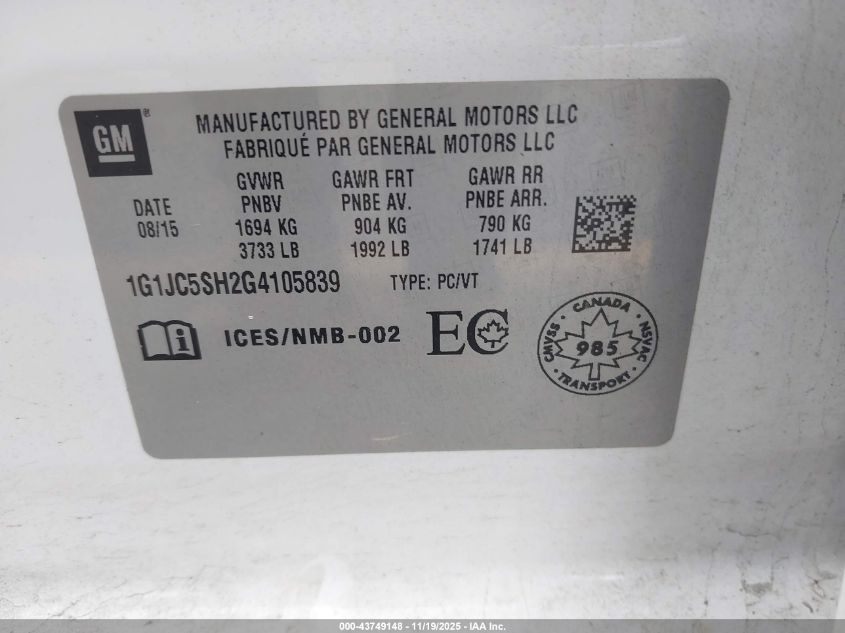 GM ®
MANUFACTURED BY GENERAL MOTORS LLC
FABRIQUÉ PAR GENERAL MOTORS LLC
GVWR GAWR FRT GAWR RR
DATE PNBV PNBE AV. PNBE ARR.
08/15 1694 KG 904 KG 790 KG
3733 LB 1992 LB 1741 LB
1G1JC5SH2G4105839 TYPE: PC/VT
ICES/NMB-002 EC
CANADA
CMVSS 985 NSVAC
TRANSPORT
000-43749148 - 11/19/2025 - IAA Inc.